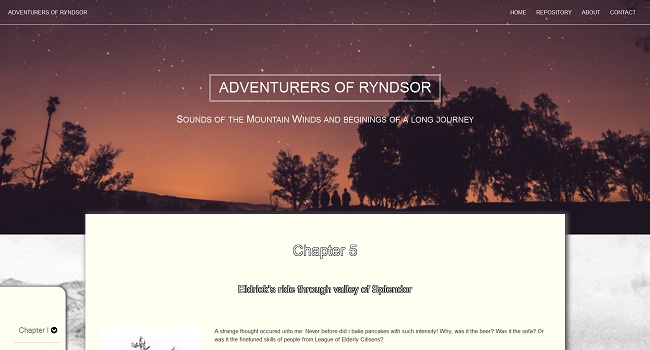 ADVENTURERS OF RYNDSOR HOME REPOSITORY ABOUT CONTACT
ADVENTURERS OF RYNDSOR
SOUNDS OF THE MOUNTAIN WINDS AND BEGININGS OF A LONG JOURNEY
Chapter 5
Eldrick's ride through valley of Splendor
Chapter I
A strange thought occured unto me: Never before did i bake pancakes with such intensity! Why, was it the beer? Was it the sofa? Or
was it the finetuned skills of people from League of Elderly Citisens?